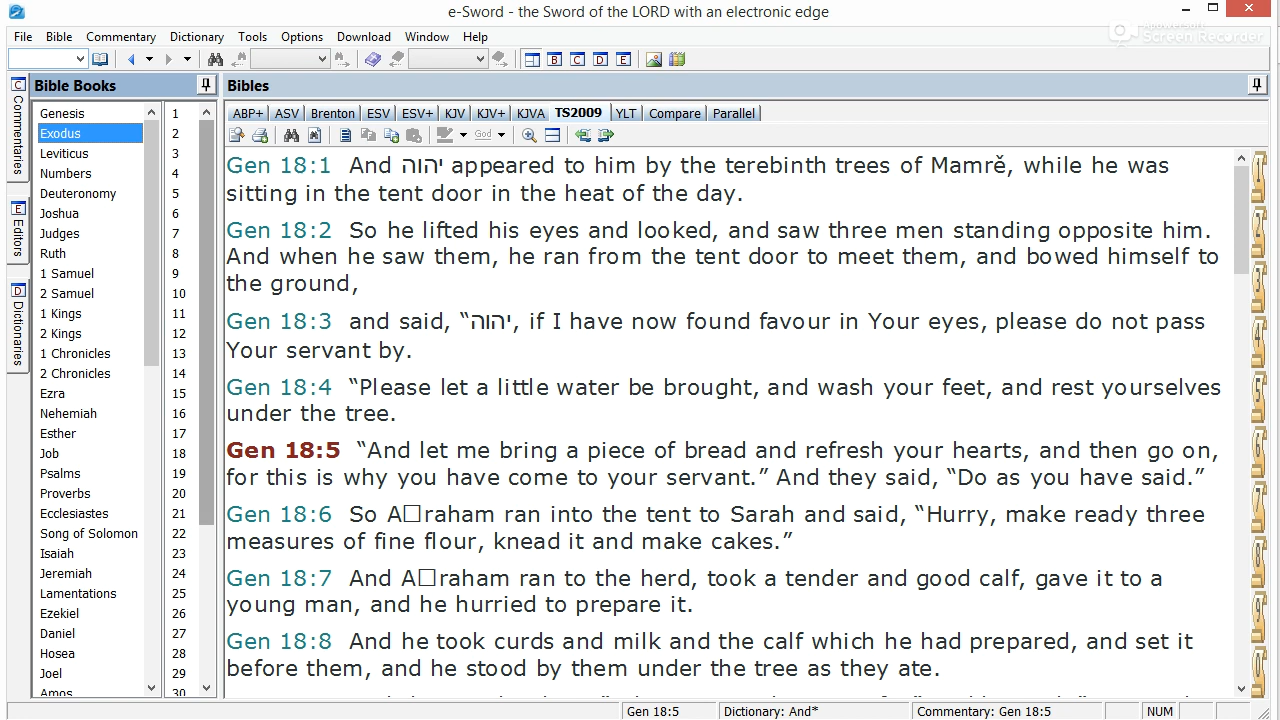 e-Sword - the Sword of the LORD with an electronic edge
Apowersoft
Screen Recorder
File Bible Commentary Dictionary Tools Options Download Window Help
B C D E
Bible Books
Bibles
C Commentaries
E Editors
D Dictionaries
Genesis 1
Exodus 2
Leviticus 3
Numbers 4
Deuteronomy 5
Joshua 6
Judges 7
Ruth 8
1 Samuel 9
2 Samuel 10
1 Kings 11
2 Kings 12
1 Chronicles 13
2 Chronicles 14
Ezra 15
Nehemiah 16
Esther 17
Job 18
Psalms 19
Proverbs 20
Ecclesiastes 21
Song of Solomon 22
Isaiah 23
Jeremiah 24
Lamentations 25
Ezekiel 26
Daniel 27
Hosea 28
Joel 29
Amos 30
ABP+ ASV Brenton ESV ESV+ KJV KJV+ KJVA TS2009 YLT Compare Parallel
God
Gen 18:1 And יהוה appeared to him by the terebinth trees of Mamrĕ, while he was
sitting in the tent door in the heat of the day.
Gen 18:2 So he lifted his eyes and looked, and saw three men standing opposite him.
And when he saw them, he ran from the tent door to meet them, and bowed himself to
the ground,
Gen 18:3 and said, “יהוה, if I have now found favour in Your eyes, please do not pass
Your servant by.
Gen 18:4 “Please let a little water be brought, and wash your feet, and rest yourselves
under the tree.
Gen 18:5 “And let me bring a piece of bread and refresh your hearts, and then go on,
for this is why you have come to your servant.” And they said, “Do as you have said.”
Gen 18:6 So A□raham ran into the tent to Sarah and said, “Hurry, make ready three
measures of fine flour, knead it and make cakes.”
Gen 18:7 And A□raham ran to the herd, took a tender and good calf, gave it to a
young man, and he hurried to prepare it.
Gen 18:8 And he took curds and milk and the calf which he had prepared, and set it
before them, and he stood by them under the tree as they ate.
1
2
3
4
5
6
7
8
9
0
Gen 18:5 Dictionary: And* Commentary: Gen 18:5 NUM